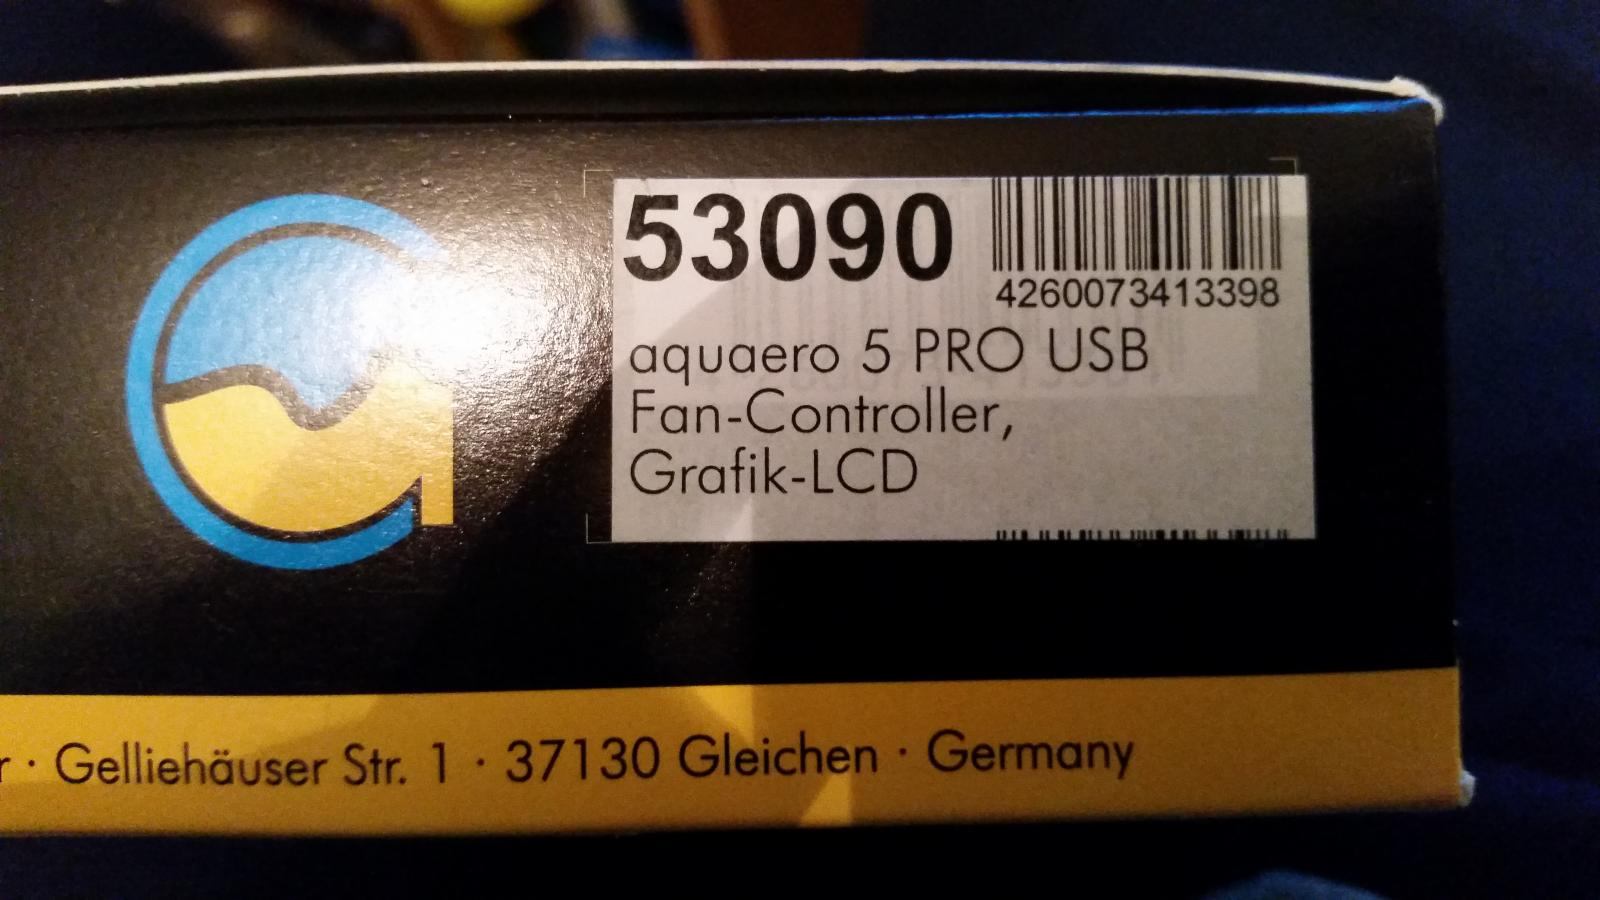 53090
4260073413398
aquaero 5 PRO USB
Fan-Controller,
Grafik-LCD
r · Gelliehäuser Str. 1 · 37130 Gleichen · Germany